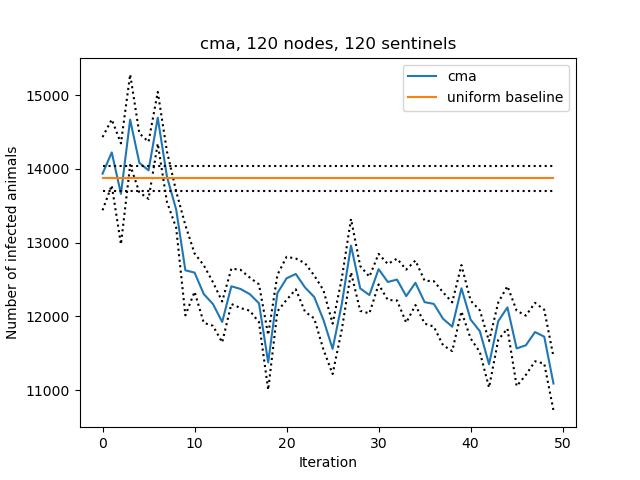 cma, 120 nodes, 120 sentinels
cma
uniform baseline
Number of infected animals
15000
14000
13000
12000
11000
0 10 20 30 40 50
Iteration